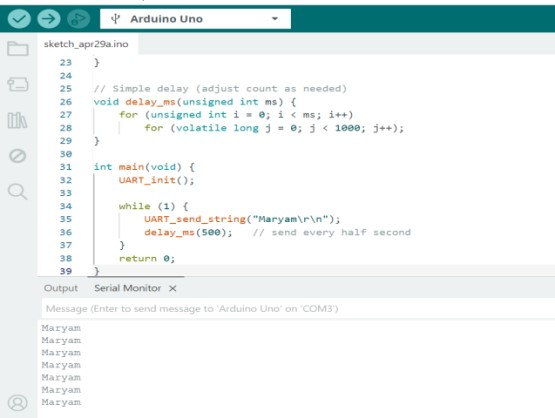 Arduino Uno
sketch_apr29a.ino
23 }
24
25 // Simple delay (adjust count as needed)
26 void delay_ms(unsigned int ms) {
27 for (unsigned int i = 0; i < ms; i++)
28 for (volatile long j = 0; j < 1000; j++);
29 }
30
31 int main(void) {
32 UART_init();
33
34 while (1) {
35 UART_send_string("Maryam\r\n");
36 delay_ms(500); // send every half second
37 }
38 return 0;
39 }
Output Serial Monitor ×
Message (Enter to send message to 'Arduino Uno' on 'COM3')
Maryam
Maryam
Maryam
Maryam
Maryam
Maryam
Maryam